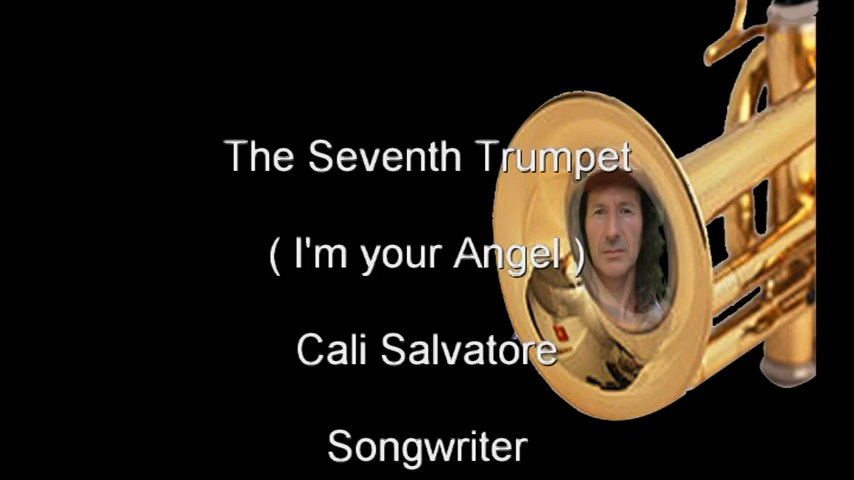 The Seventh Trumpet
( I'm your Angel )
Cali Salvatore
Songwriter